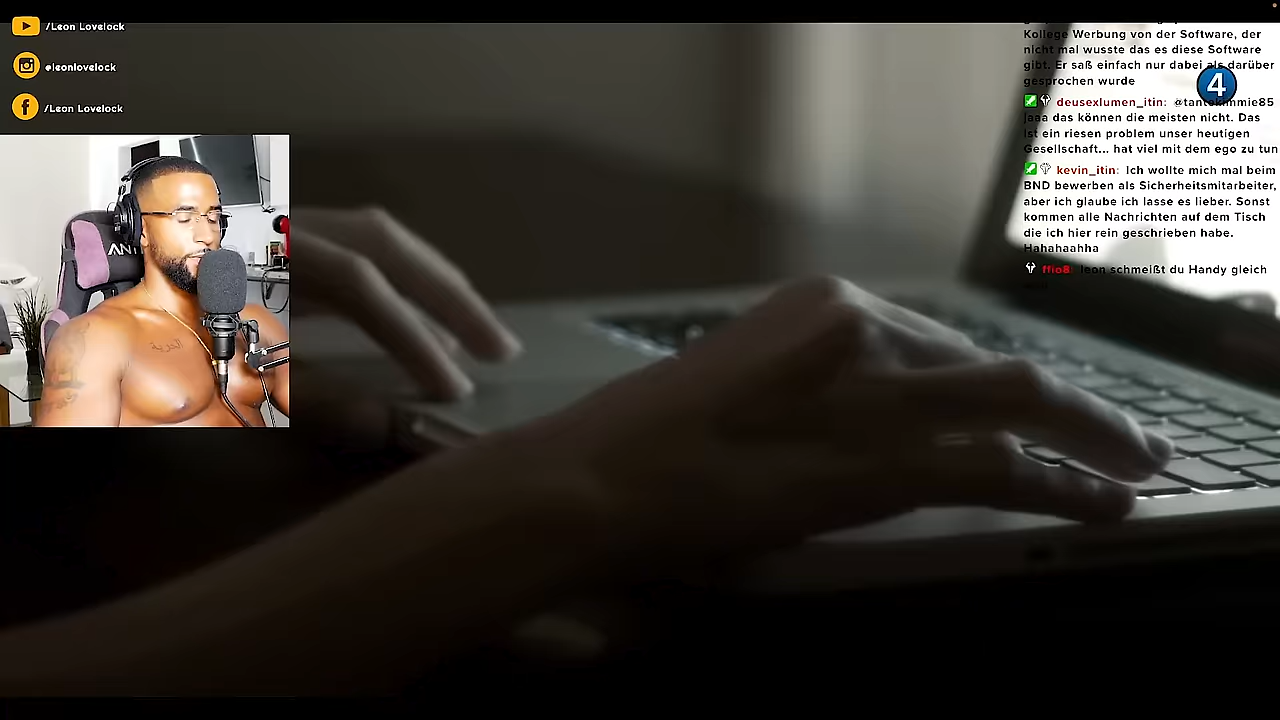 /Leon Lovelock
@leonlovelock
/Leon Lovelock
ANT
الحرية
Kollege Werbung von der Software, der
nicht mal wusste das es diese Software
gibt. Er saß einfach nur dabei als darüber
gesprochen wurde
4
deusexlumen_itin: @tantekimmie85
jaaa das können die meisten nicht. Das
ist ein riesen problem unser heutigen
Gesellschaft... hat viel mit dem ego zu tun
kevin_itin: Ich wollte mich mal beim
BND bewerben als Sicherheitsmitarbeiter,
aber ich glaube ich lasse es lieber. Sonst
kommen alle Nachrichten auf dem Tisch
die ich hier rein geschrieben habe.
Hahahaahha
ffio8: leon schmeißt du Handy gleich